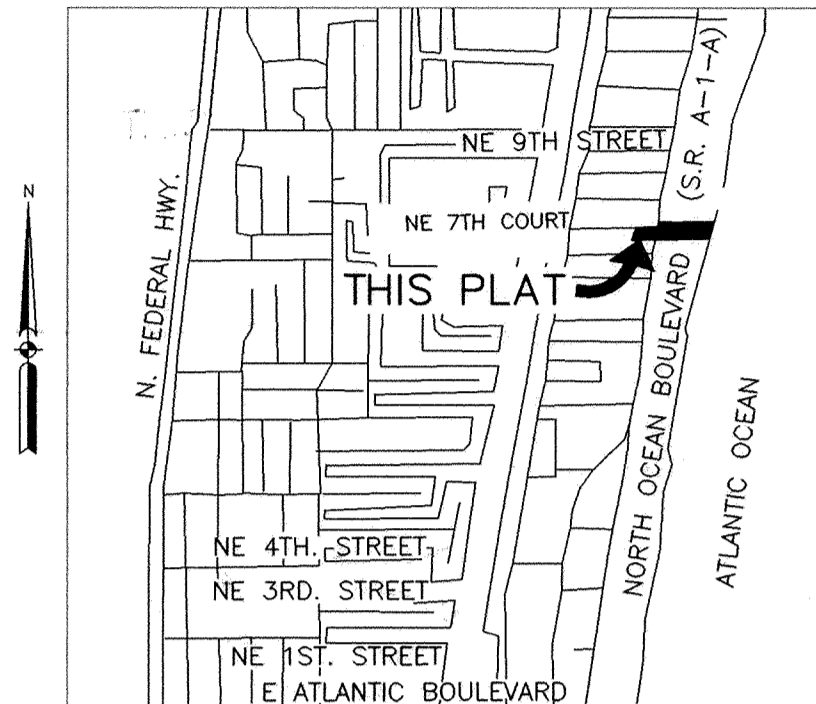 N
N. FEDERAL HWY.
NE 9TH STREET
(S.R. A-1-A)
NE 7TH COURT
THIS PLAT
NORTH OCEAN BOULEVARD
ATLANTIC OCEAN
NE 4TH. STREET
NE 3RD. STREET
NE 1ST. STREET
E ATLANTIC BOULEVARD